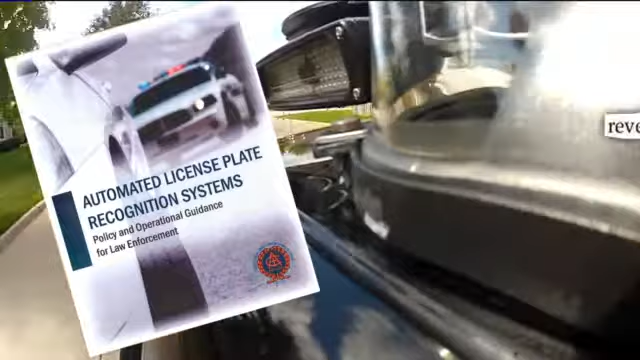 AUTOMATED LICENSE PLATE
RECOGNITION SYSTEMS
Policy and Operational Guidance
for Law Enforcement
reve